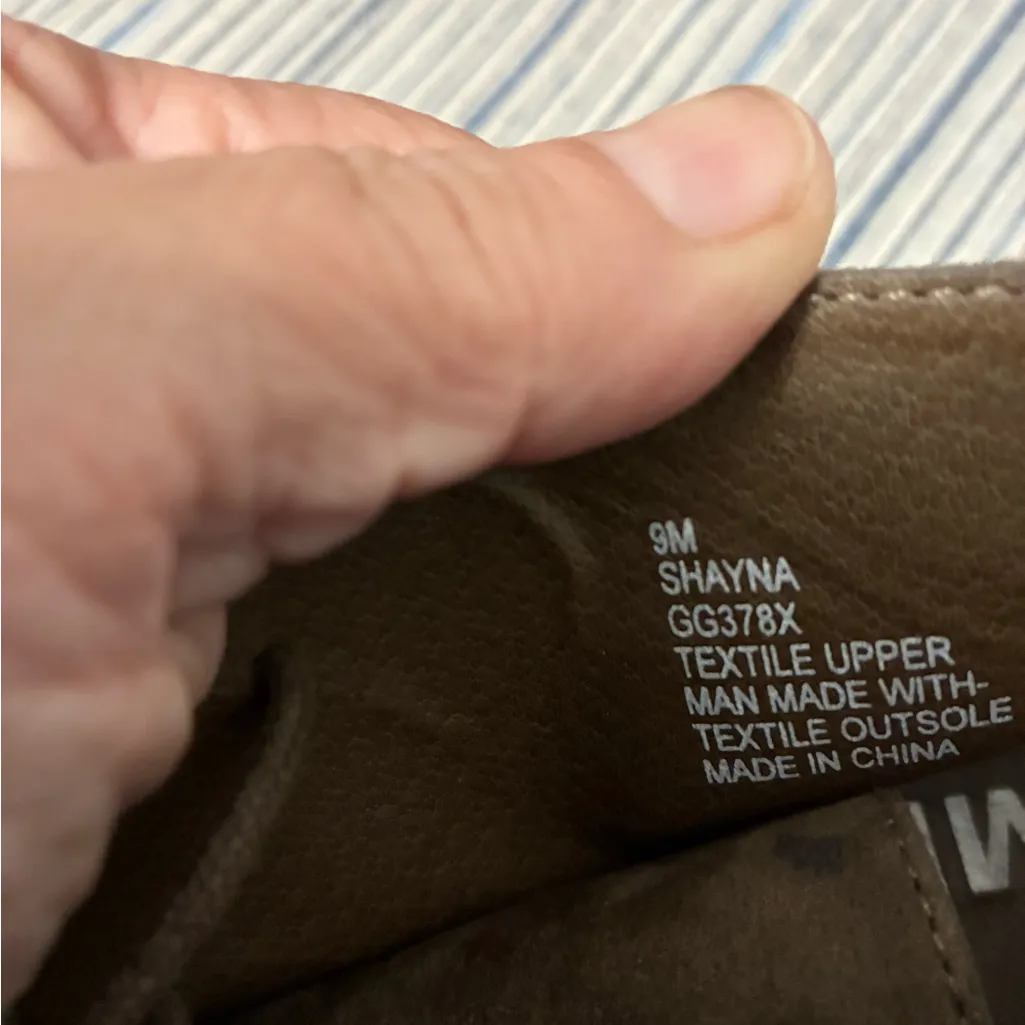 9M
SHAYNA
GG378X
TEXTILE UPPER
MAN MADE WITH-
TEXTILE OUTSOLE
MADE IN CHINA
W